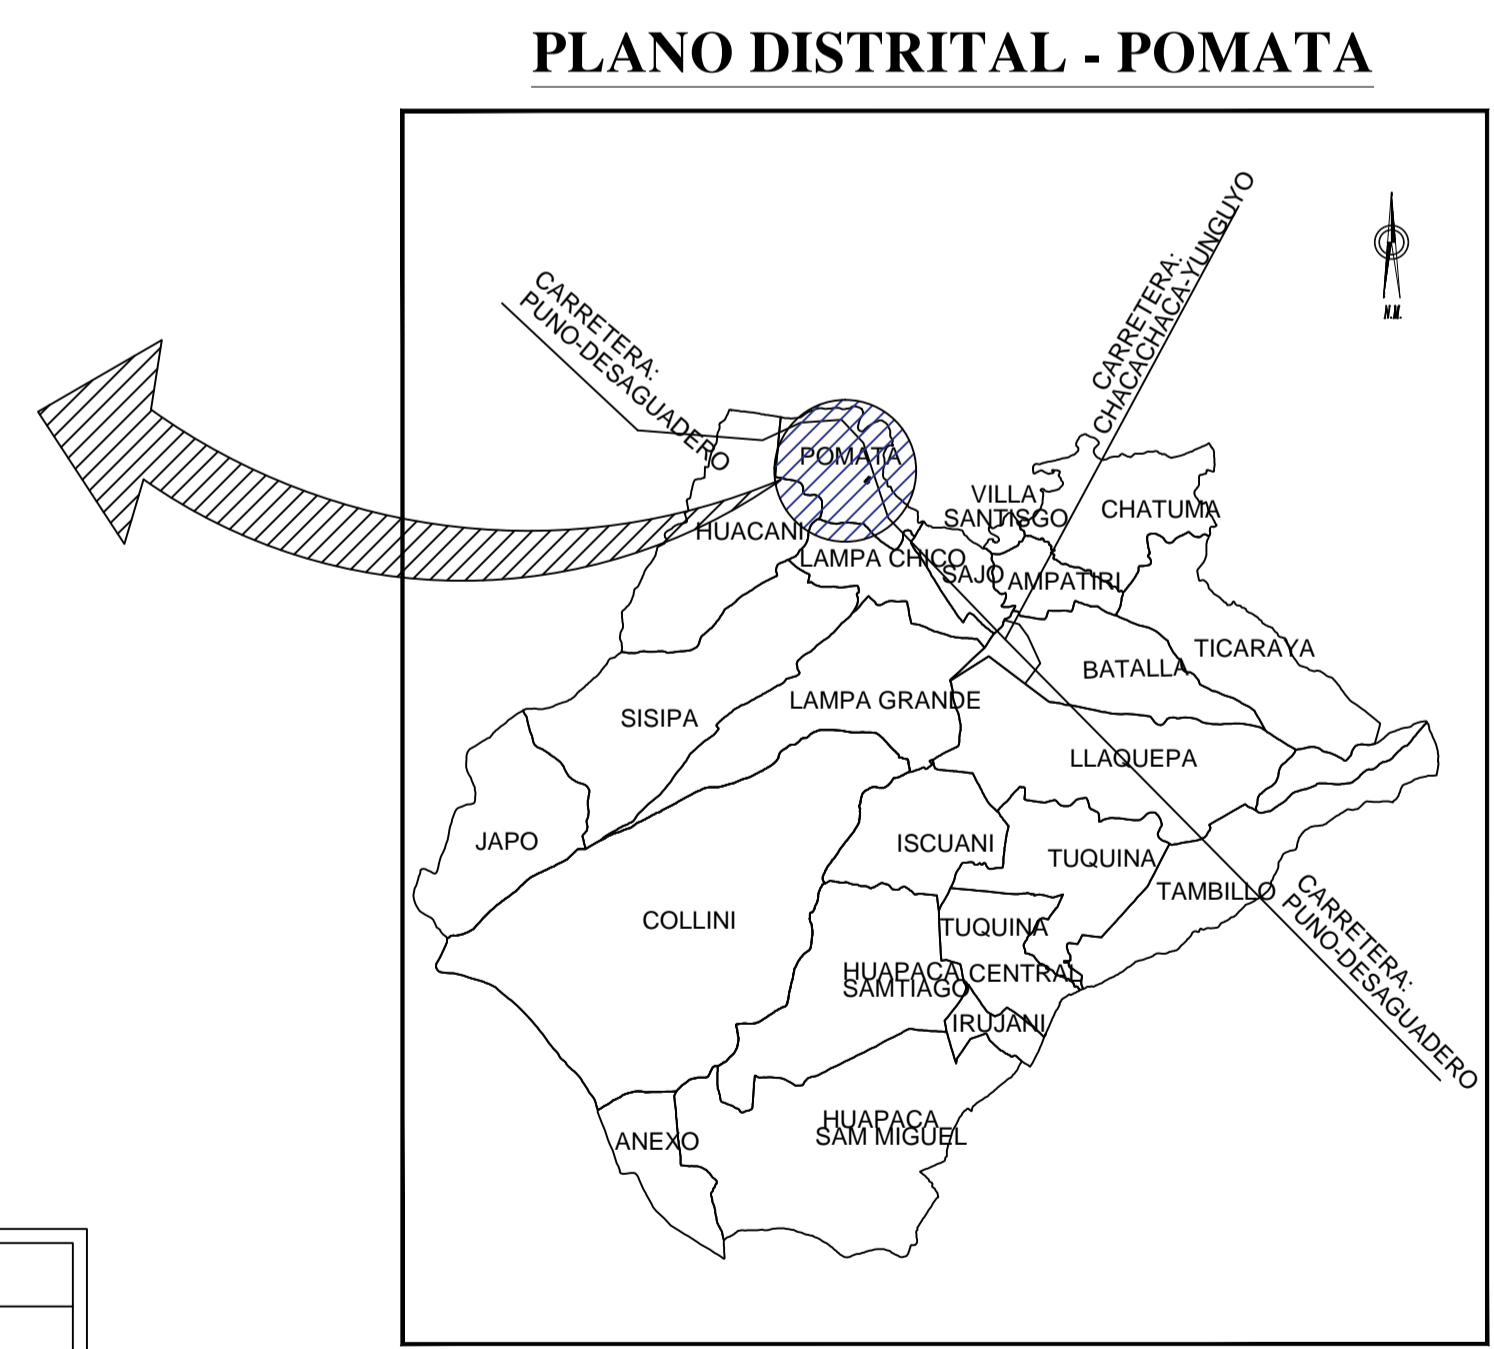 PLANO DISTRITAL - POMATA
CARRETERA:
CHACACHACA-YUNGUYO
N.M.
CARRETERA:
PUNO-DESAGUADERO
POMATA
VILLA
SANTISGO
CHATUMA
HUACANI
LAMPA CHICO
SAJO
AMPATIRI
TICARAYA
BATALLA
LAMPA GRANDE
SISIPA
LLAQUEPA
JAPO
ISCUANI
TUQUINA
TAMBILLO
COLLINI
TUQUINA
CENTRAL
HUAPACA
SAMTIAGO
IRUJANI
CARRETERA:
PUNO-DESAGUADERO
HUAPACA
SAM MIGUEL
ANEXO